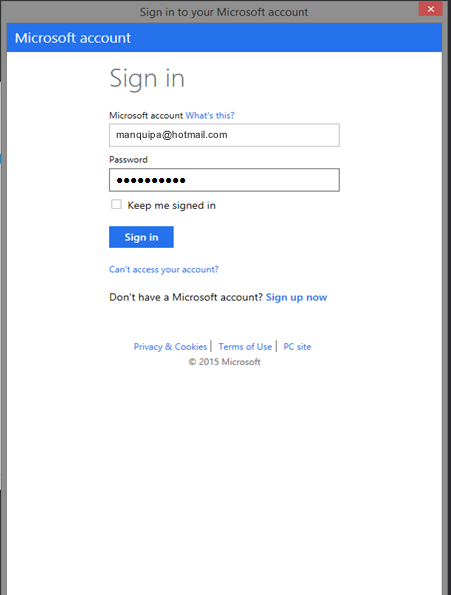 Sign in to your Microsoft account
Microsoft account
Sign in
Microsoft account What's this?
manquipa@hotmail.com
Password
●●●●●●●●●●
Keep me signed in
Sign in
Can't access your account?
Don't have a Microsoft account? Sign up now
Privacy & Cookies | Terms of Use | PC site
© 2015 Microsoft